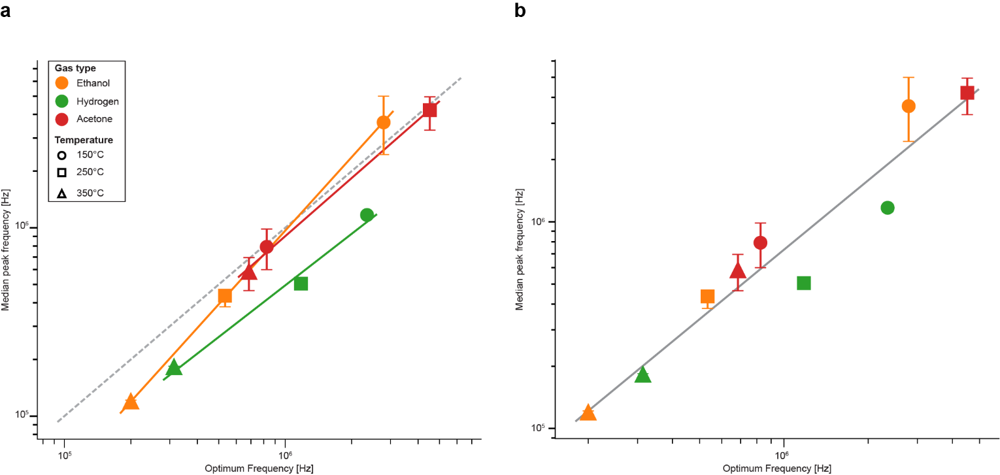 a
b
Gas type
Ethanol
Hydrogen
Acetone
Temperature
150°C
250°C
350°C
Median peak frequency [Hz]
10⁶
10⁵
10⁵
10⁶
Optimum Frequency [Hz]
Median peak frequency [Hz]
10⁶
10⁵
10⁶
Optimum Frequency [Hz]